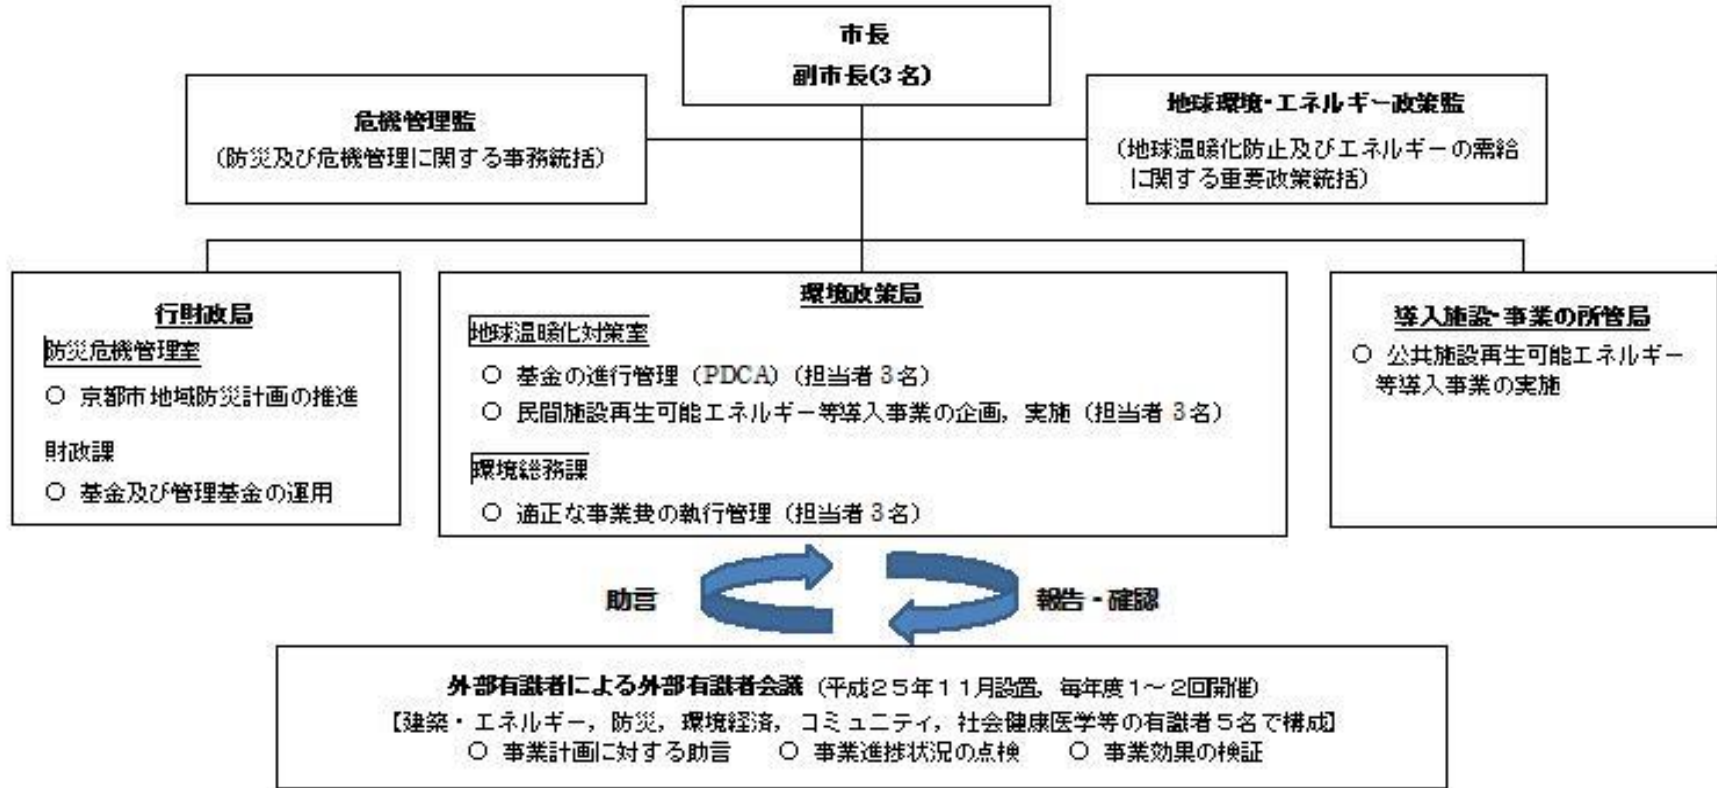 市長
副市長(3名)
危機管理監
（防災及び危機管理に関する事務統括）
地球環境・エネルギー政策監
（地球温暖化防止及びエネルギーの需給
に関する重要政策統括）
行財政局
防災危機管理室
○ 京都市地域防災計画の推進
財政課
○ 基金及び管理基金の運用
環境政策局
地球温暖化対策室
○ 基金の進行管理（PDCA）（担当者3名）
○ 民間施設再生可能エネルギー等導入事業の企画，実施（担当者3名）
環境総務課
○ 適正な事業費の執行管理（担当者3名）
導入施設・事業の所管局
○ 公共施設再生可能エネルギー
等導入事業の実施
助言
報告・確認
外部有識者による外部有識者会議（平成２５年１１月設置，毎年度１～２回開催）
【建築・エネルギー，防災，環境経済，コミュニティ，社会健康医学等の有識者５名で構成】
○ 事業計画に対する助言 ○ 事業進捗状況の点検 ○ 事業効果の検証